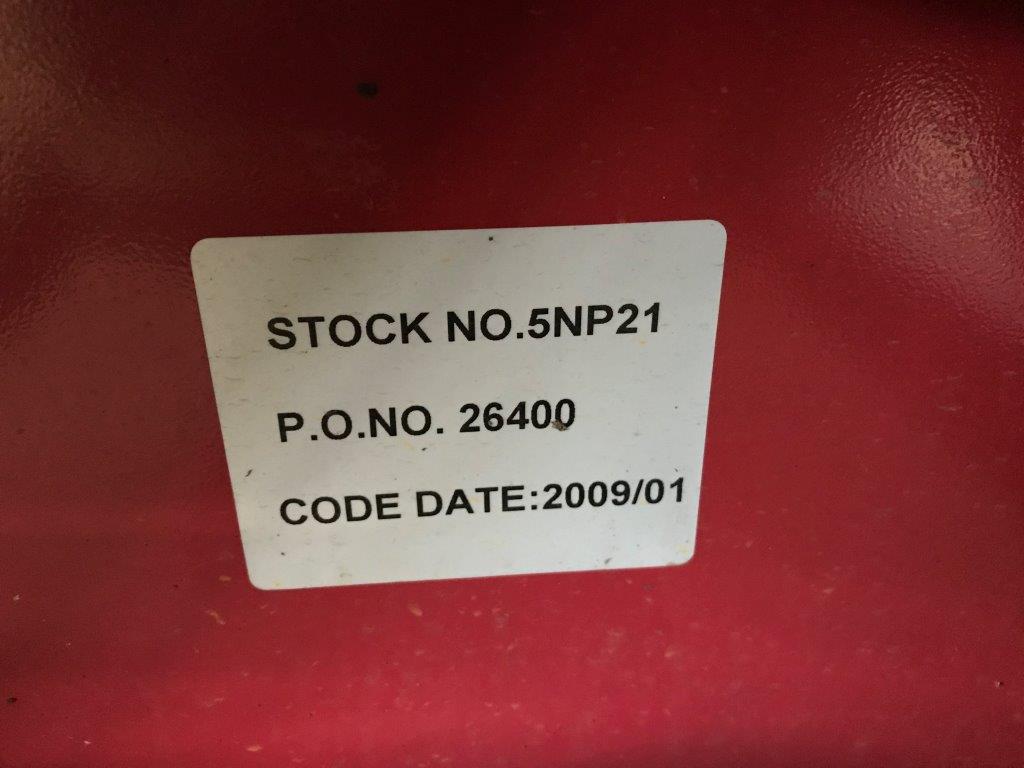 STOCK NO.5NP21
P.O.NO. 26400
CODE DATE:2009/01